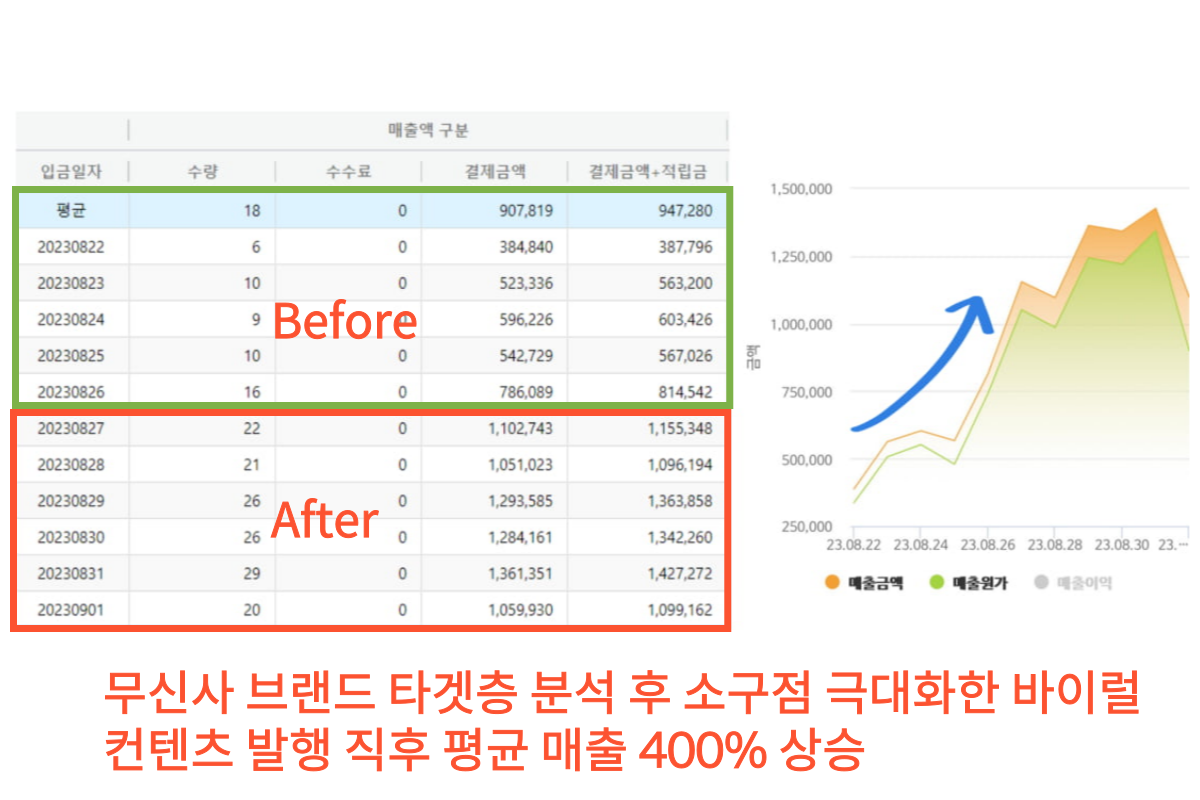 매출액 구분
입금일자 수량 수수료 결제금액 결제금액+적립금
평균 18 0 907,819 947,280
20230822 6 0 384,840 387,796
20230823 10 0 523,336 563,200
20230824 9 0 596,226 603,426
20230825 10 0 542,729 567,026
20230826 16 0 786,089 814,542
Before
20230827 22 0 1,102,743 1,155,348
20230828 21 0 1,051,023 1,096,194
20230829 26 0 1,293,585 1,363,858
20230830 26 0 1,284,161 1,342,260
20230831 29 0 1,361,351 1,427,272
20230901 20 0 1,059,930 1,099,162
After
금액
1,500,000
1,250,000
1,000,000
750,000
500,000
250,000
23.08.22 23.08.24 23.08.26 23.08.28 23.08.30 23.…
매출금액 매출원가 매출이익
무신사 브랜드 타겟층 분석 후 소구점 극대화한 바이럴
컨텐츠 발행 직후 평균 매출 400% 상승